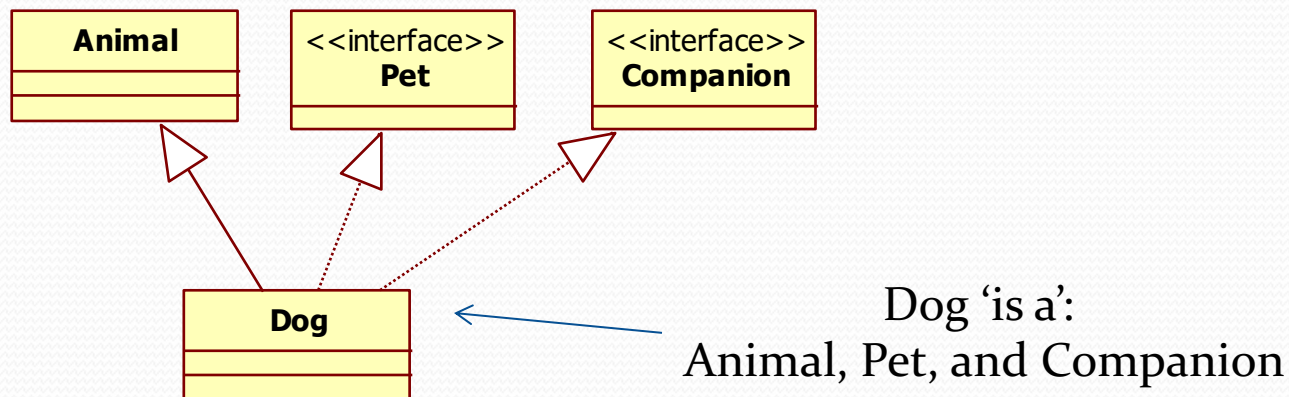 Animal
<<interface>>
Pet
<<interface>>
Companion
Dog
Dog ‘is a’:
Animal, Pet, and Companion